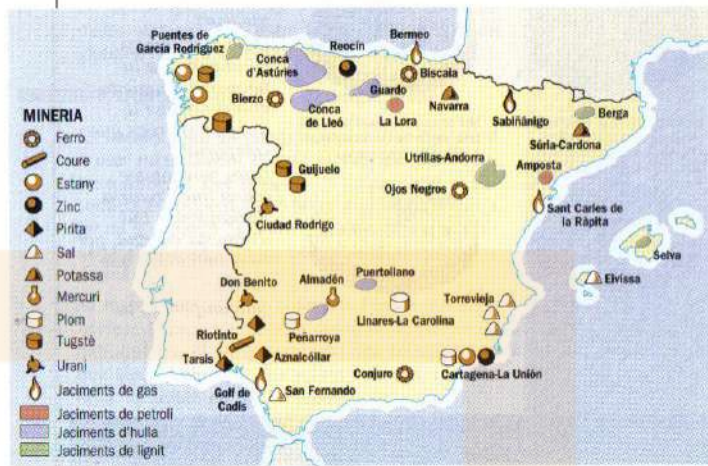 Puentes de
García Rodríguez
Conca
d'Astúries
Reocín
Bermeo
Biscaia
Bierzo
Conca
de Lleó
Guardo
La Lora
Navarra
Sabiñánigo
Berga
Súria-Cardona
MINERIA
Ferro
Coure
Estany
Zinc
Pirita
Sal
Potassa
Mercuri
Plom
Tugstè
Urani
Jaciments de gas
Jaciments de petroli
Jaciments d'hulla
Jaciments de lignit
Guijuelo
Ciudad Rodrigo
Utrillas-Andorra
Ojos Negros
Amposta
Sant Carles de
la Ràpita
Selva
Eivissa
Don Benito
Almadén
Puertollano
Linares-La Carolina
Torrevieja
Peñarroya
Riotinto
Tarsis
Aznalcóllar
Golf de
Cadis
San Fernando
Conjuro
Cartagena-La Unión